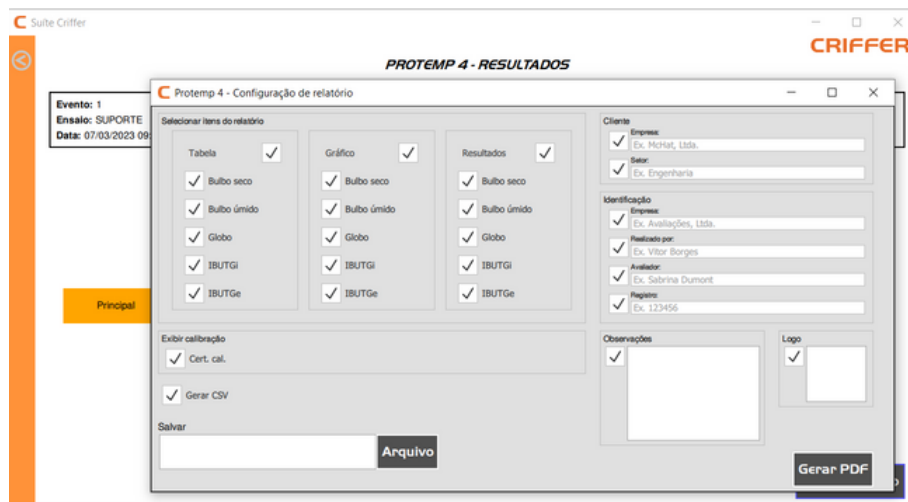 C Suíte Criffer
CRIFFER
PROTEMP 4 - RESULTADOS
Evento: 1
Ensaio: SUPORTE
Data: 07/03/2023 09:
Principal
C Protemp 4 - Configuração de relatório
Selecionar itens do relatório
Tabela
Bulbo seco
Bulbo úmido
Globo
IBUTGi
IBUTGe
Gráfico
Bulbo seco
Bulbo úmido
Globo
IBUTGi
IBUTGe
Resultados
Bulbo seco
Bulbo úmido
Globo
IBUTGi
IBUTGe
Exibir calibração
Cert. cal.
Gerar CSV
Salvar
Arquivo
Cliente
Empresa:
Ex. McHat, Ltda.
Setor:
Ex. Engenharia
Identificação
Empresa:
Ex. Avaliações, Ltda.
Realizado por:
Ex. Vitor Borges
Avaliador:
Ex. Sabrina Dumont
Registro:
Ex. 123456
Observações
Logo
Gerar PDF